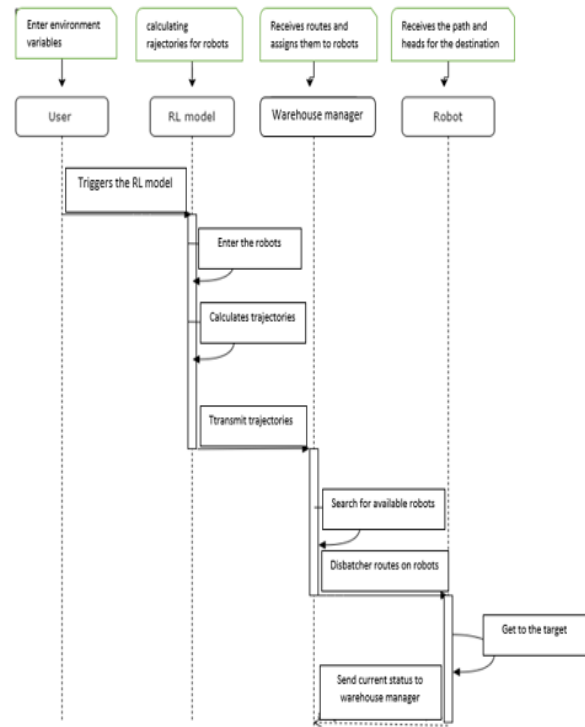 Enter environment
variables
calculating
rajectories for robots
Receives routes and
assigns them to robots
Receives the path and
heads for the destination
User
RL model
Warehouse manager
Robot
Triggers the RL model
Enter the robots
Calculates trajectories
Ttransmit trajectories
Search for available robots
Disbatcher routes on robots
Get to the target
Send current status to
warehouse manager